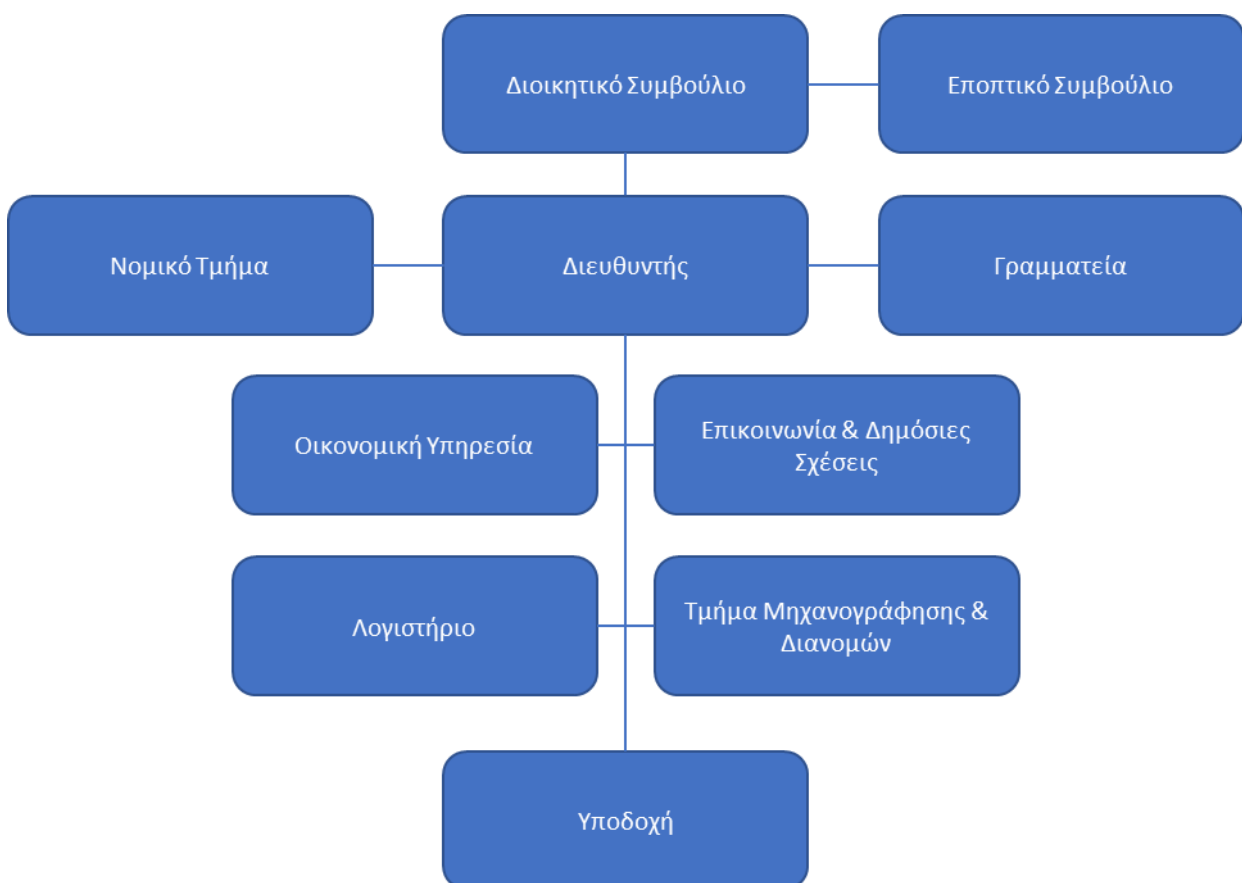 Διοικητικό Συμβούλιο
Εποπτικό Συμβούλιο
Νομικό Τμήμα
Διευθυντής
Γραμματεία
Οικονομική Υπηρεσία
Επικοινωνία & Δημόσιες
Σχέσεις
Λογιστήριο
Τμήμα Μηχανογράφησης &
Διανομών
Υποδοχή